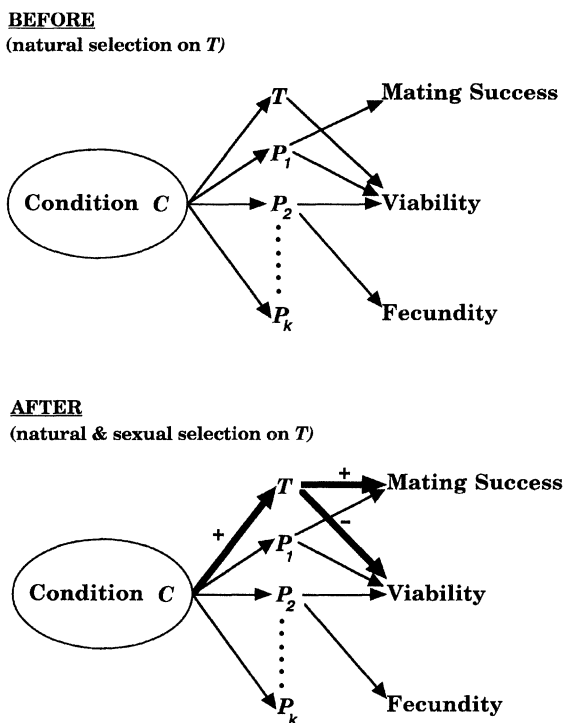 BEFORE
(natural selection on T)
T
Mating Success
P1
Condition C
P2
Viability
Pk
Fecundity
AFTER
(natural & sexual selection on T)
+
T
Mating Success
+
–
P1
Condition C
P2
Viability
Pk
Fecundity